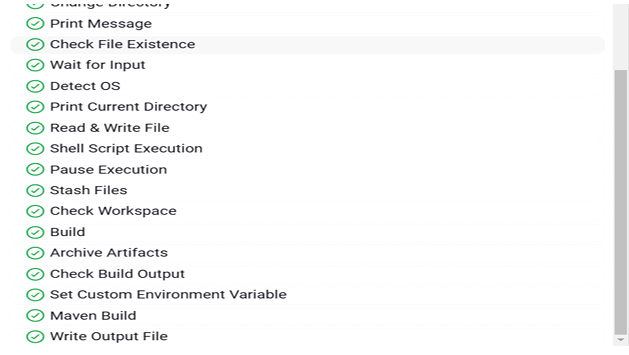 Change Directory
Print Message
Check File Existence
Wait for Input
Detect OS
Print Current Directory
Read & Write File
Shell Script Execution
Pause Execution
Stash Files
Check Workspace
Build
Archive Artifacts
Check Build Output
Set Custom Environment Variable
Maven Build
Write Output File